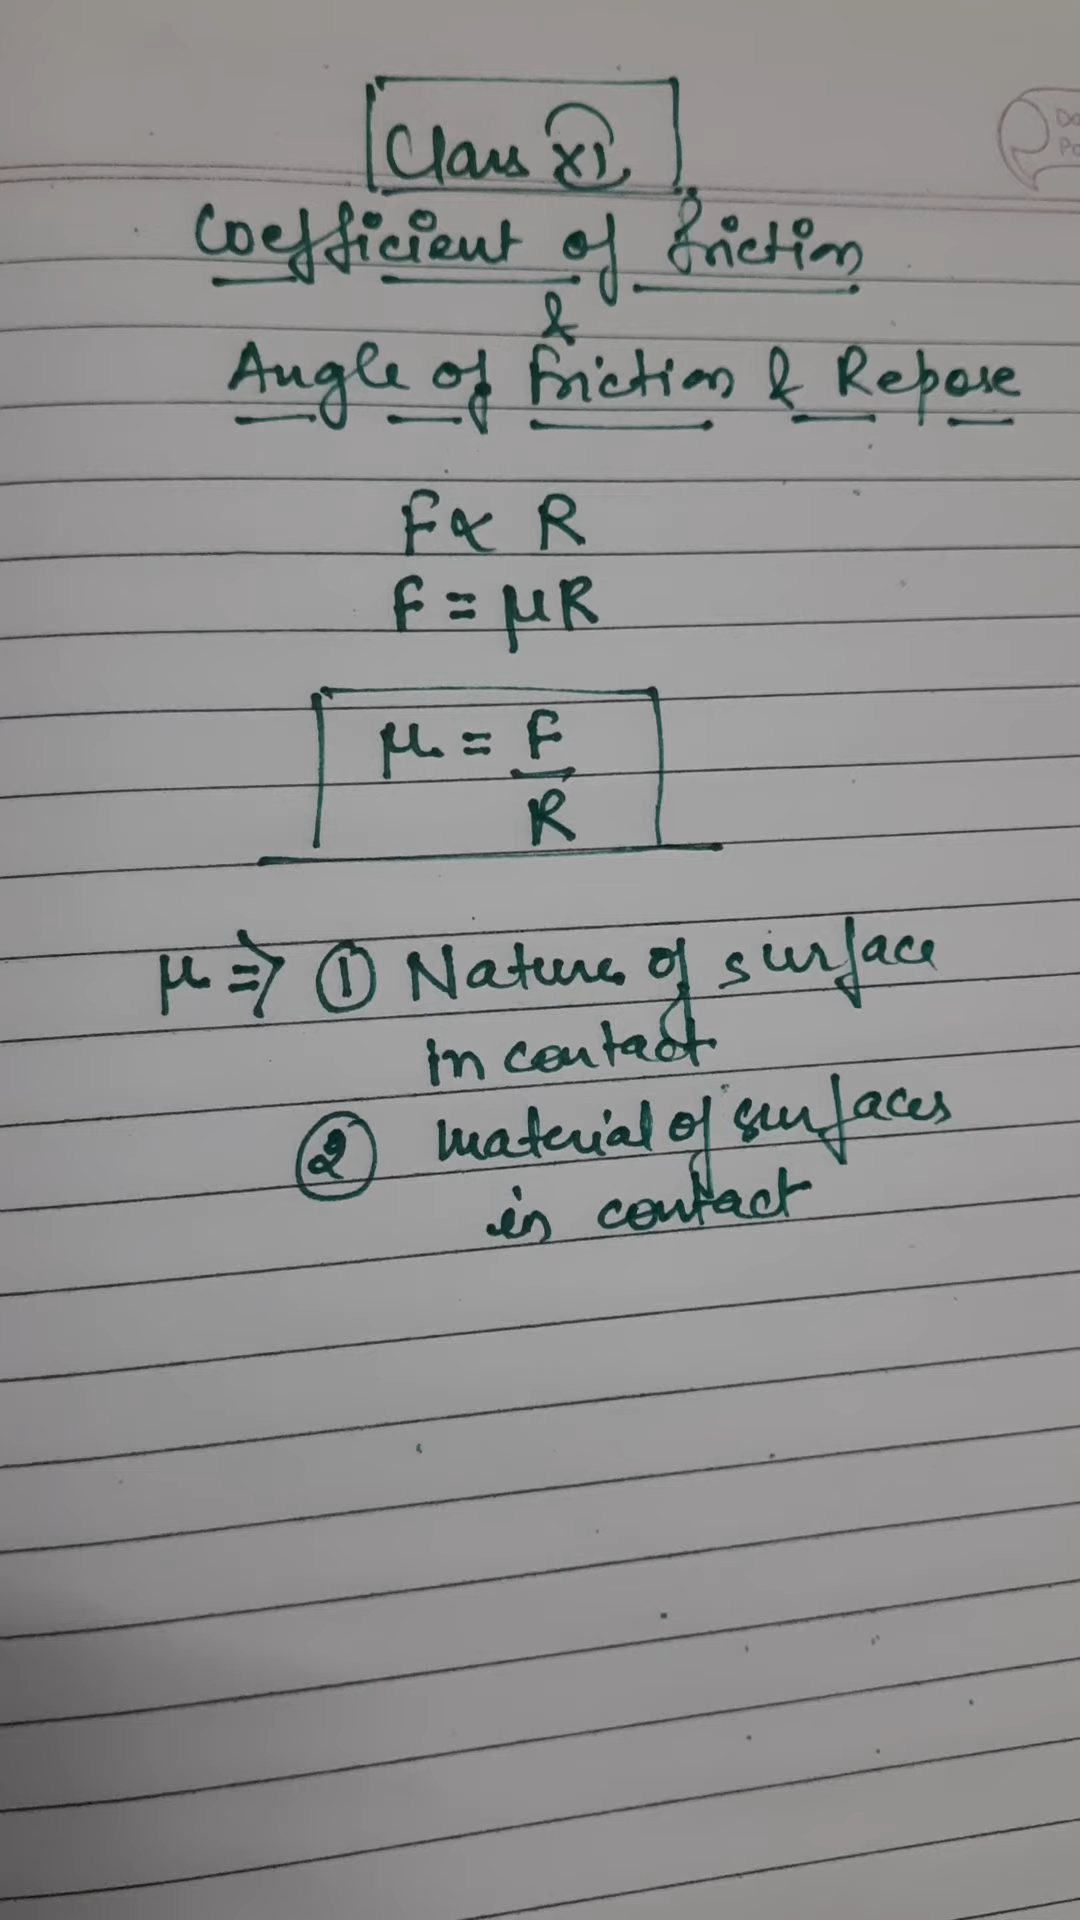 Class XI
Coefficient of friction
&
Angle of friction & Repose
F ∝ R
F = μR
μ = F
R
μ ⇒ ① Nature of surface
in contact
② material of surfaces
in contact